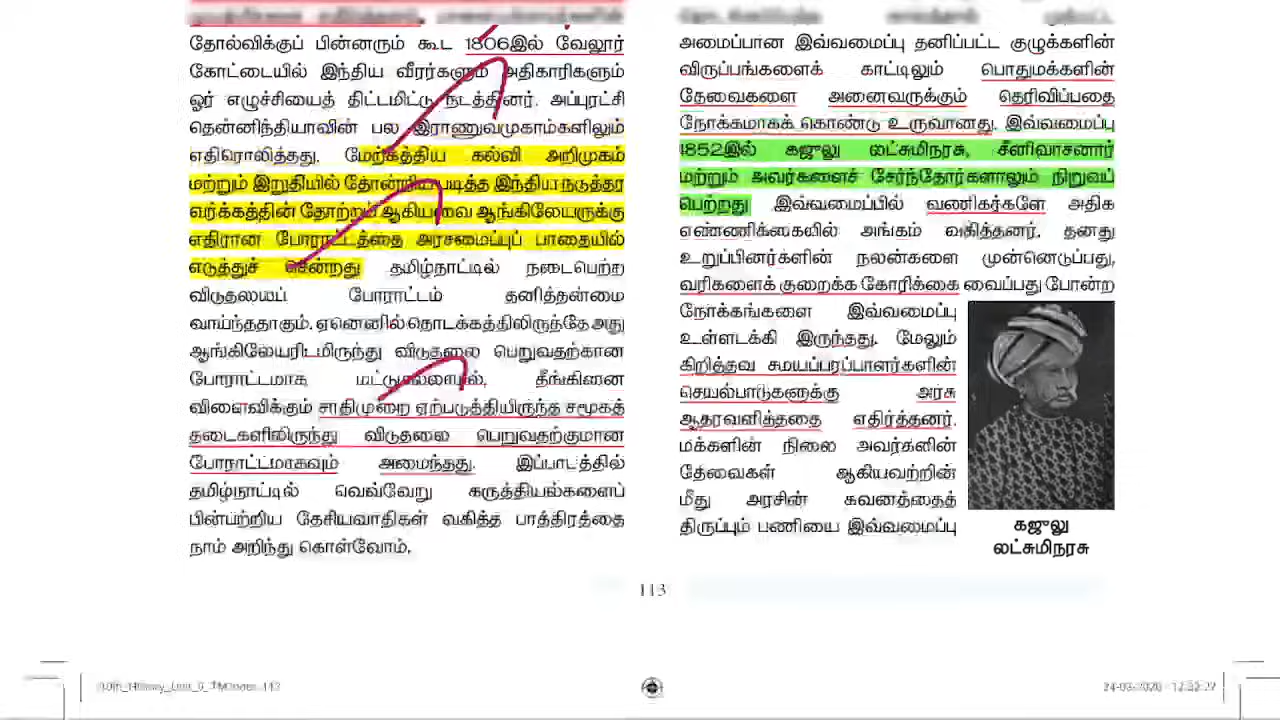 தோல்விக்குப் பின்னரும் கூட 1806இல் வேலூர்
கோட்டையில் இந்திய வீரர்களும் அதிகாரிகளும்
ஓர் எழுச்சியைத் திட்டமிட்டு நடத்தினர். அப்புரட்சி
தென்னிந்தியாவின் பல இராணுவமுகாம்களிலும்
எதிரொலித்தது. மேற்கத்திய கல்வி அறிமுகம்
மற்றும் இறுதியில் தோன்றிய படித்த இந்திய நடுத்தர
வர்க்கத்தின் தோற்றம் ஆகியவை ஆங்கிலேயருக்கு
எதிரான போராட்டத்தை அரசமைப்புப் பாதையில்
எடுத்துச் சென்றது தமிழ்நாட்டில் நடைபெற்ற
விடுதலைப் போராட்டம் தனித்தன்மை
வாய்ந்ததாகும். ஏனெனில் தொடக்கத்திலிருந்தே அது
ஆங்கிலேயரிடமிருந்து விடுதலை பெறுவதற்கான
போராட்டமாக மட்டுமல்லாமல், தீங்கினை
விளைவிக்கும் சாதிமுறை ஏற்படுத்தியிருந்த சமூகத்
தடைகளிலிருந்து விடுதலை பெறுவதற்குமான
போராட்டமாகவும் அமைந்தது. இப்பாடத்தில்
தமிழ்நாட்டில் வெவ்வேறு கருத்தியல்களைப்
பின்பற்றிய தேசியவாதிகள் வகித்த பாத்திரத்தை
நாம் அறிந்து கொள்வோம்.
அமைப்பான இவ்வமைப்பு தனிப்பட்ட குழுக்களின்
விருப்பங்களைக் காட்டிலும் பொதுமக்களின்
தேவைகளை அனைவருக்கும் தெரிவிப்பதை
நோக்கமாகக் கொண்டு உருவானது. இவ்வமைப்பு
1852இல் கஜுலு லட்சுமிநரசு, சீனிவாசனார்
மற்றும் அவர்களைச் சேர்ந்தோர்களாலும் நிறுவப்
பெற்றது இவ்வமைப்பில் வணிகர்களே அதிக
எண்ணிக்கையில் அங்கம் வகித்தனர். தனது
உறுப்பினர்களின் நலன்களை முன்னெடுப்பது,
வரிகளைக் குறைக்க கோரிக்கை வைப்பது போன்ற
நோக்கங்களை இவ்வமைப்பு
உள்ளடக்கி இருந்தது. மேலும்
கிறித்தவ சமயப்பரப்பாளர்களின்
செயல்பாடுகளுக்கு அரசு
ஆதரவளித்ததை எதிர்த்தனர்.
மக்களின் நிலை அவர்களின்
தேவைகள் ஆகியவற்றின்
மீது அரசின் கவனத்தைத்
திருப்பும் பணியை இவ்வமைப்பு
கஜுலு
லட்சுமிநரசு
113